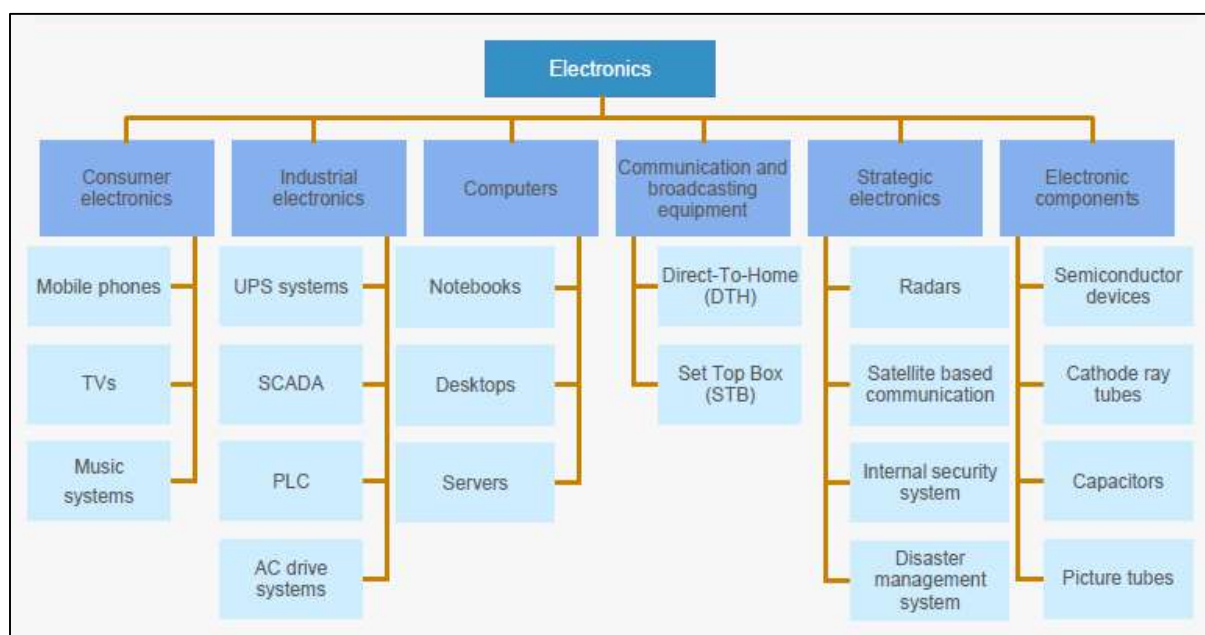 Electronics
Consumer
electronics
Industrial
electronics
Computers
Communication and
broadcasting
equipment
Strategic
electronics
Electronic
components
Mobile phones
UPS systems
Notebooks
Direct-To-Home
(DTH)
Radars
Semiconductor
devices
TVs
SCADA
Desktops
Set Top Box
(STB)
Satellite based
communication
Cathode ray
tubes
Music
systems
PLC
Servers
Internal security
system
Capacitors
AC drive
systems
Disaster
management
system
Picture tubes